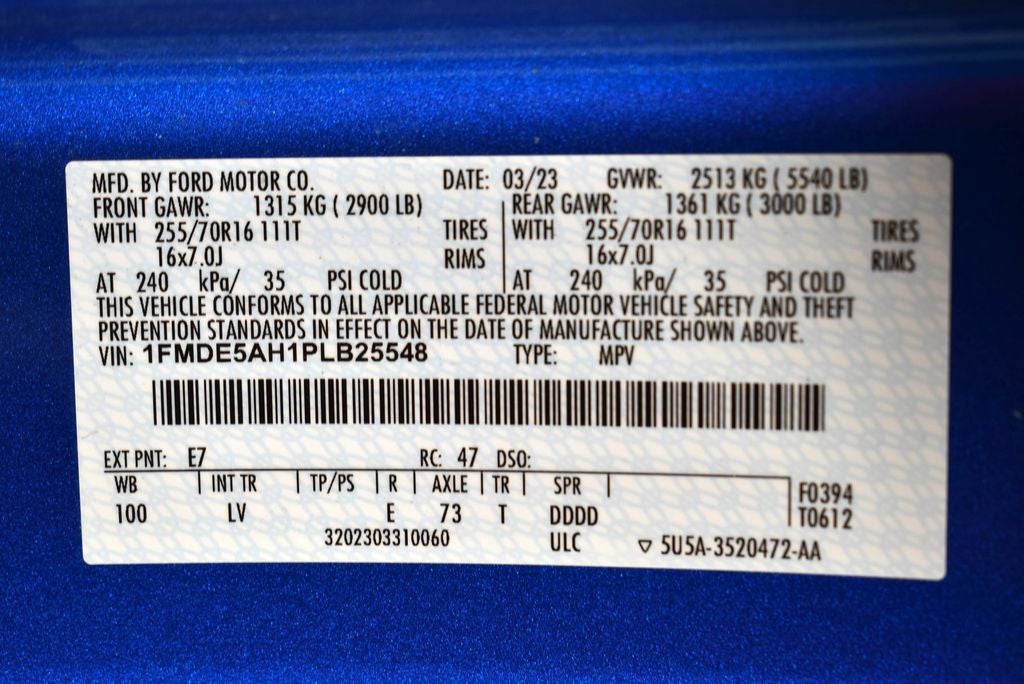 MFD. BY FORD MOTOR CO. DATE: 03/23 GVWR: 2513 KG ( 5540 LB)
FRONT GAWR: 1315 KG ( 2900 LB) REAR GAWR: 1361 KG ( 3000 LB)
WITH 255/70R16 111T TIRES WITH 255/70R16 111T TIRES
16x7.0J RIMS 16x7.0J RIMS
AT 240 kPa/ 35 PSI COLD AT 240 kPa/ 35 PSI COLD
THIS VEHICLE CONFORMS TO ALL APPLICABLE FEDERAL MOTOR VEHICLE SAFETY AND THEFT
PREVENTION STANDARDS IN EFFECT ON THE DATE OF MANUFACTURE SHOWN ABOVE.
VIN: 1FMDE5AH1PLB25548 TYPE: MPV
EXT PNT: E7 RC: 47 DSO:
WB INT TR TP/PS R AXLE TR SPR F0394
100 LV E 73 T DDDD T0612
3202303310060 ULC ▽ 5U5A-3520472-AA